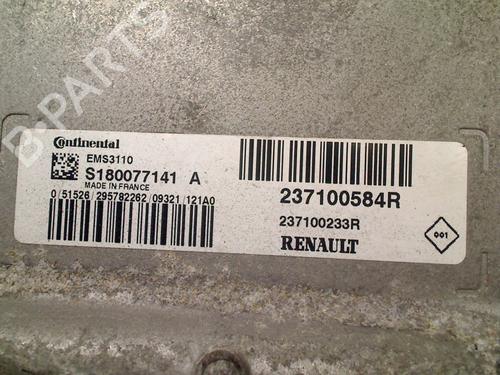 B-PARTS
Continental
EMS3110
S180077141 A
MADE IN FRANCE
0/51526/295782262/09321/121A0
237100584R
237100233R
RENAULT
001